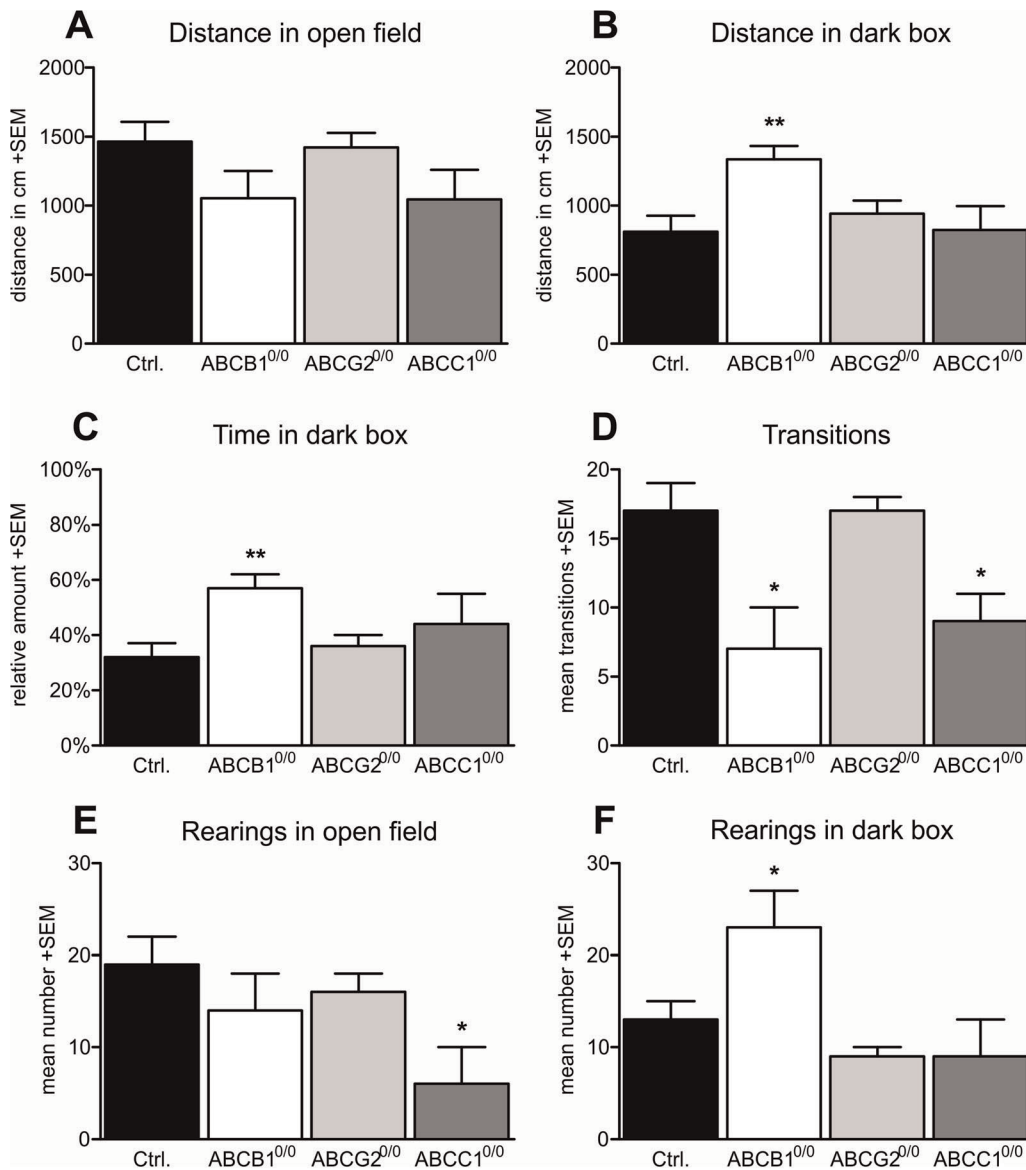 A Distance in open field
distance in cm +SEM
2000
1500
1000
500
0
Ctrl. ABCB1^0/0 ABCG2^0/0 ABCC1^0/0
B Distance in dark box
distance in cm +SEM
2000
1500
1000
500
0
**
Ctrl. ABCB1^0/0 ABCG2^0/0 ABCC1^0/0
C Time in dark box
relative amount +SEM
100%
80%
60%
40%
20%
0%
**
Ctrl. ABCB1^0/0 ABCG2^0/0 ABCC1^0/0
D Transitions
mean transitions +SEM
20
15
10
5
0
* *
Ctrl. ABCB1^0/0 ABCG2^0/0 ABCC1^0/0
E Rearings in open field
mean number +SEM
30
20
10
0
*
Ctrl. ABCB1^0/0 ABCG2^0/0 ABCC1^0/0
F Rearings in dark box
mean number +SEM
30
20
10
0
*
Ctrl. ABCB1^0/0 ABCG2^0/0 ABCC1^0/0